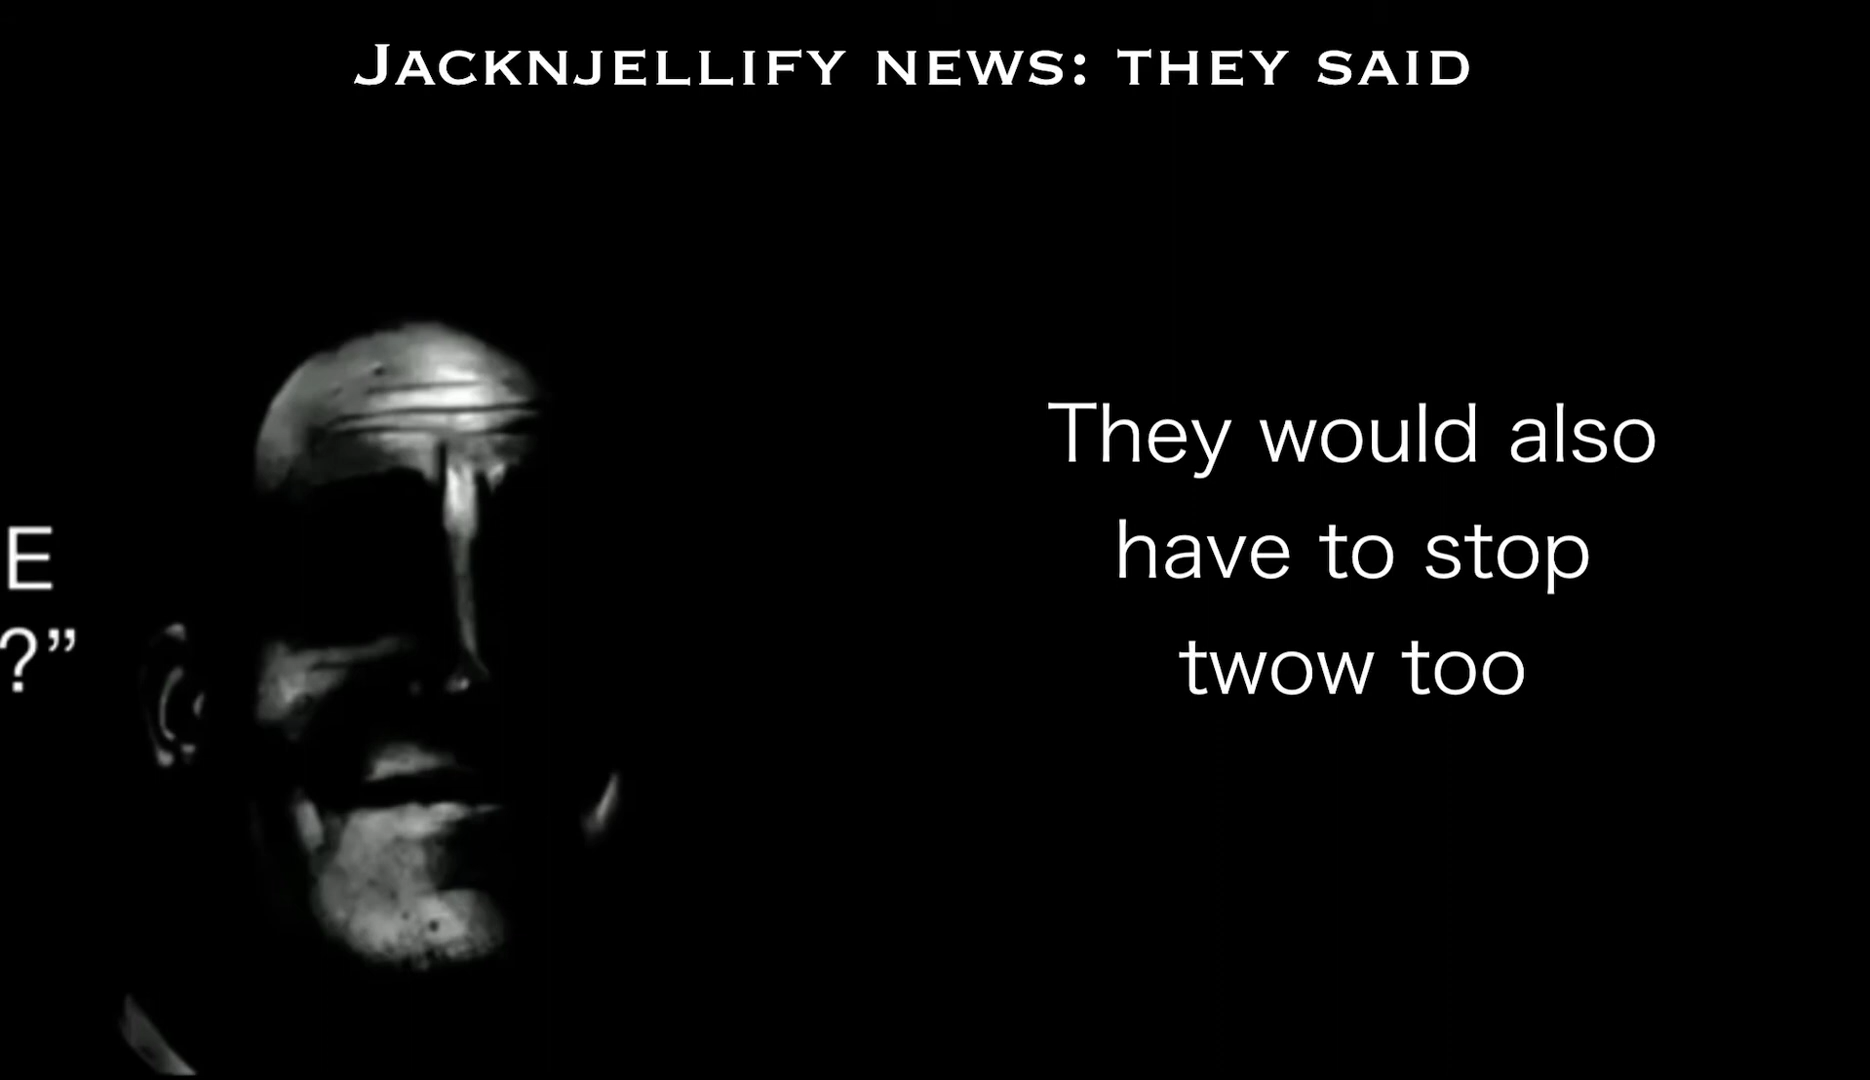 JACKNJELLIFY NEWS: THEY SAID
E
?”
They would also
have to stop
twow too